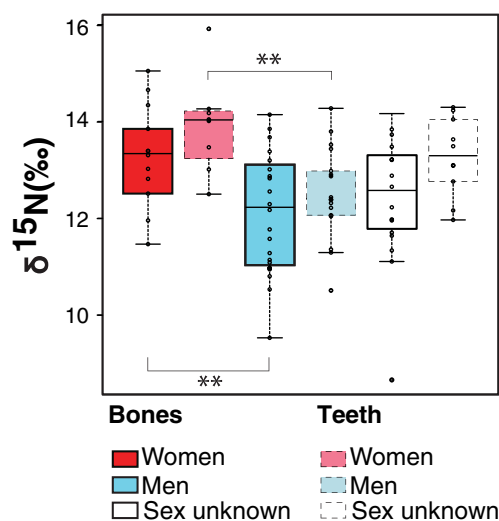 16
**
14
δ15N(‰)
12
10
**
Bones Teeth
Women Women
Men Men
Sex unknown Sex unknown